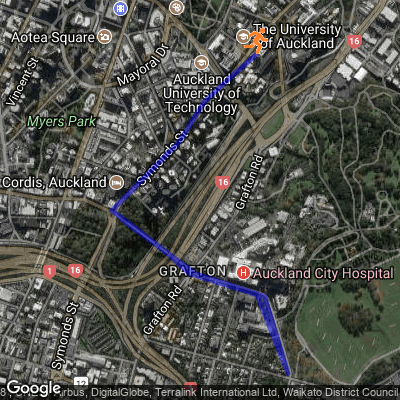 The University
of Auckland
16
Aotea Square
Mayoral Dr
Vincent St
Auckland
University of
Technology
Myers Park
Symonds St
Cordis, Auckland
16
Grafton Rd
GRAFTON
Auckland City Hospital
1
16
Grafton Rd
Symonds St
12
16
Google
Airbus, DigitalGlobe, Terralink International Ltd, Waikato District Council